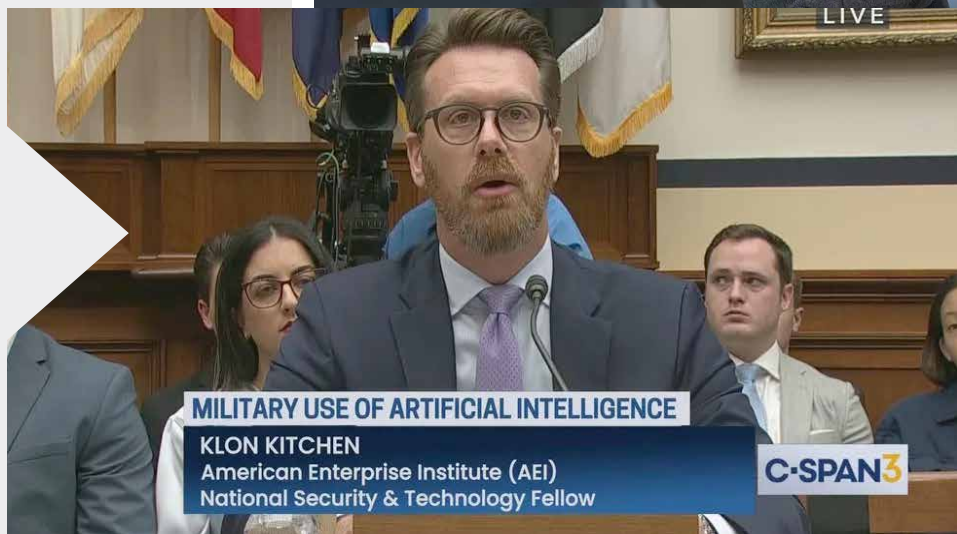 LIVE
MILITARY USE OF ARTIFICIAL INTELLIGENCE
KLON KITCHEN
American Enterprise Institute (AEI)
National Security & Technology Fellow
C-SPAN3